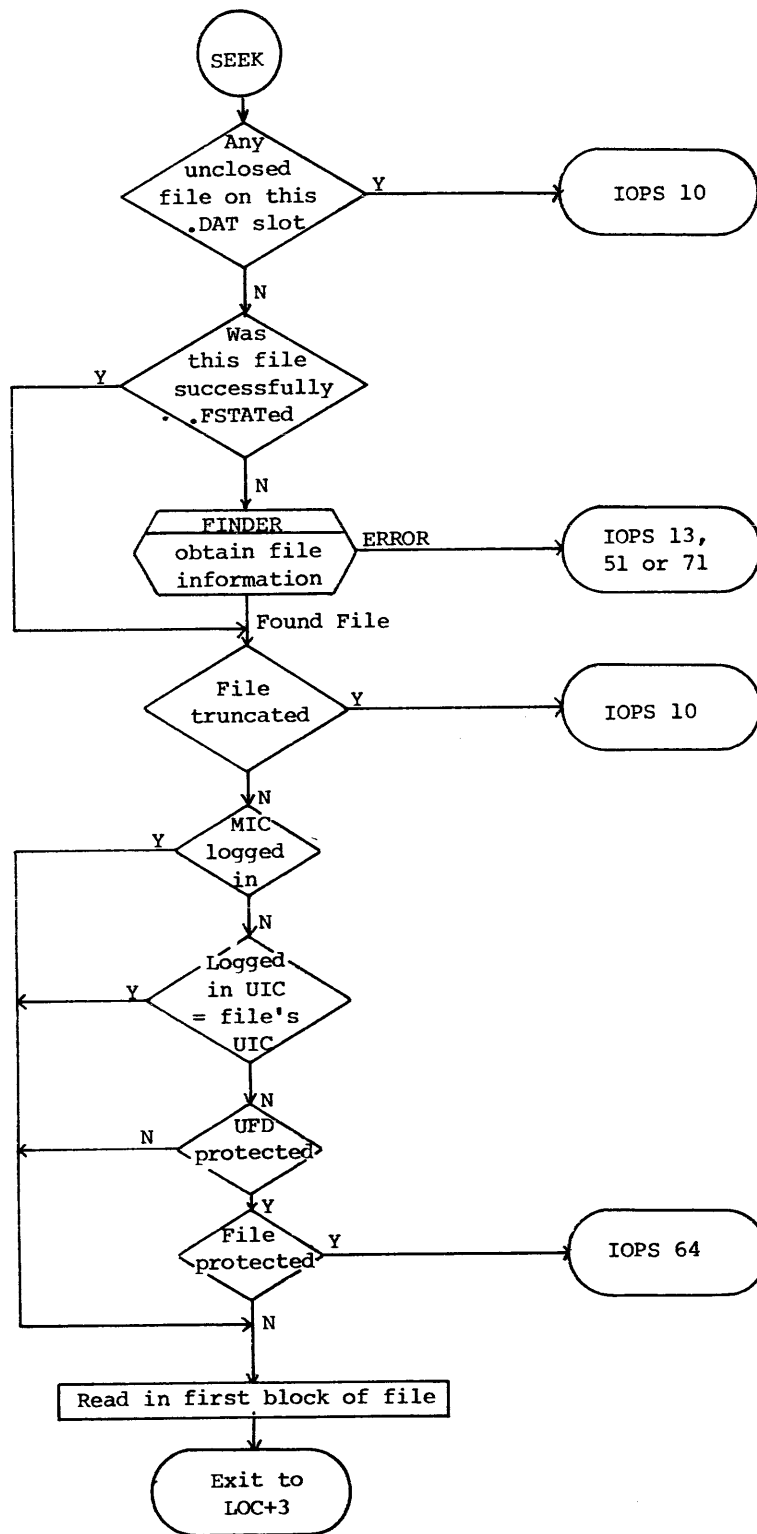 SEEK
Any
unclosed
file on this
.DAT slot
Y
IOPS 10
N
Was
this file
successfully
.FSTATed
Y
N
FINDER
obtain file
information
ERROR
IOPS 13,
51 or 71
Found File
File
truncated
Y
IOPS 10
N
MIC
logged
in
Y
N
Logged
in UIC
= file's
UIC
Y
N
UFD
protected
N
Y
File
protected
Y
IOPS 64
N
Read in first block of file
Exit to
LOC+3